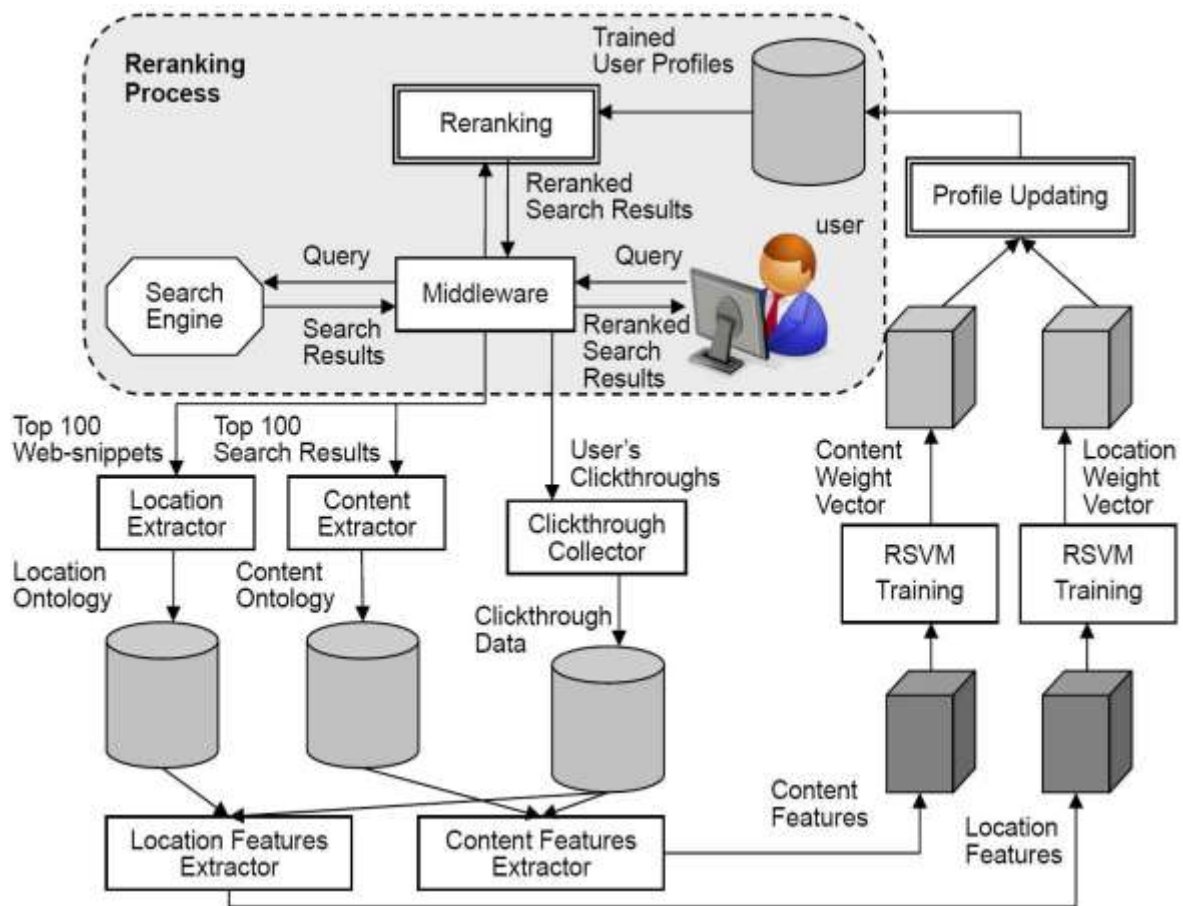 Reranking
Process
Trained
User Profiles
Reranking
Reranked
Search Results
Profile Updating
user
Query
Query
Search
Engine
Middleware
Search
Results
Reranked
Search
Results
Top 100
Web-snippets
Top 100
Search Results
User's
Clickthroughs
Content
Weight
Vector
Location
Weight
Vector
Location
Extractor
Content
Extractor
Clickthrough
Collector
RSVM
Training
RSVM
Training
Location
Ontology
Content
Ontology
Clickthrough
Data
Content
Features
Location
Features
Location Features
Extractor
Content Features
Extractor